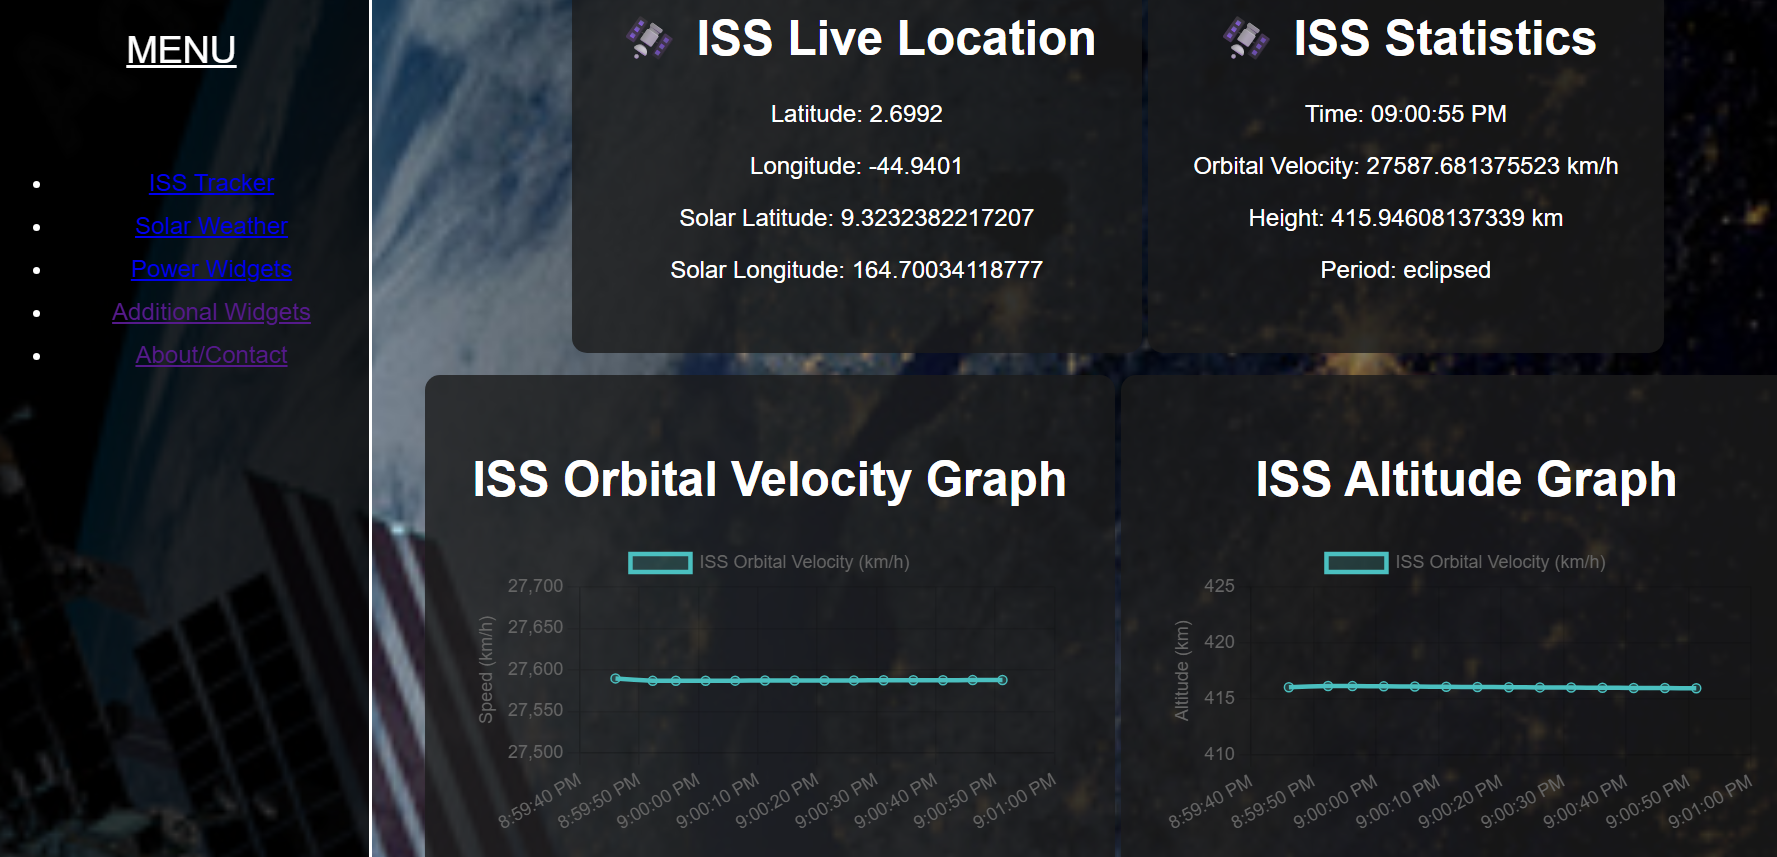 MENU
ISS Tracker
Solar Weather
Power Widgets
Additional Widgets
About/Contact
ISS Live Location
Latitude: 2.6992
Longitude: -44.9401
Solar Latitude: 9.3232382217207
Solar Longitude: 164.70034118777
ISS Statistics
Time: 09:00:55 PM
Orbital Velocity: 27587.681375523 km/h
Height: 415.94608137339 km
Period: eclipsed
ISS Orbital Velocity Graph
ISS Orbital Velocity (km/h)
Speed (km/h)
27,700
27,650
27,600
27,550
27,500
8:59:40 PM
8:59:50 PM
9:00:00 PM
9:00:10 PM
9:00:20 PM
9:00:30 PM
9:00:40 PM
9:00:50 PM
9:01:00 PM
ISS Altitude Graph
ISS Orbital Velocity (km/h)
Altitude (km)
425
420
415
410
8:59:40 PM
8:59:50 PM
9:00:00 PM
9:00:10 PM
9:00:20 PM
9:00:30 PM
9:00:40 PM
9:00:50 PM
9:01:00 PM